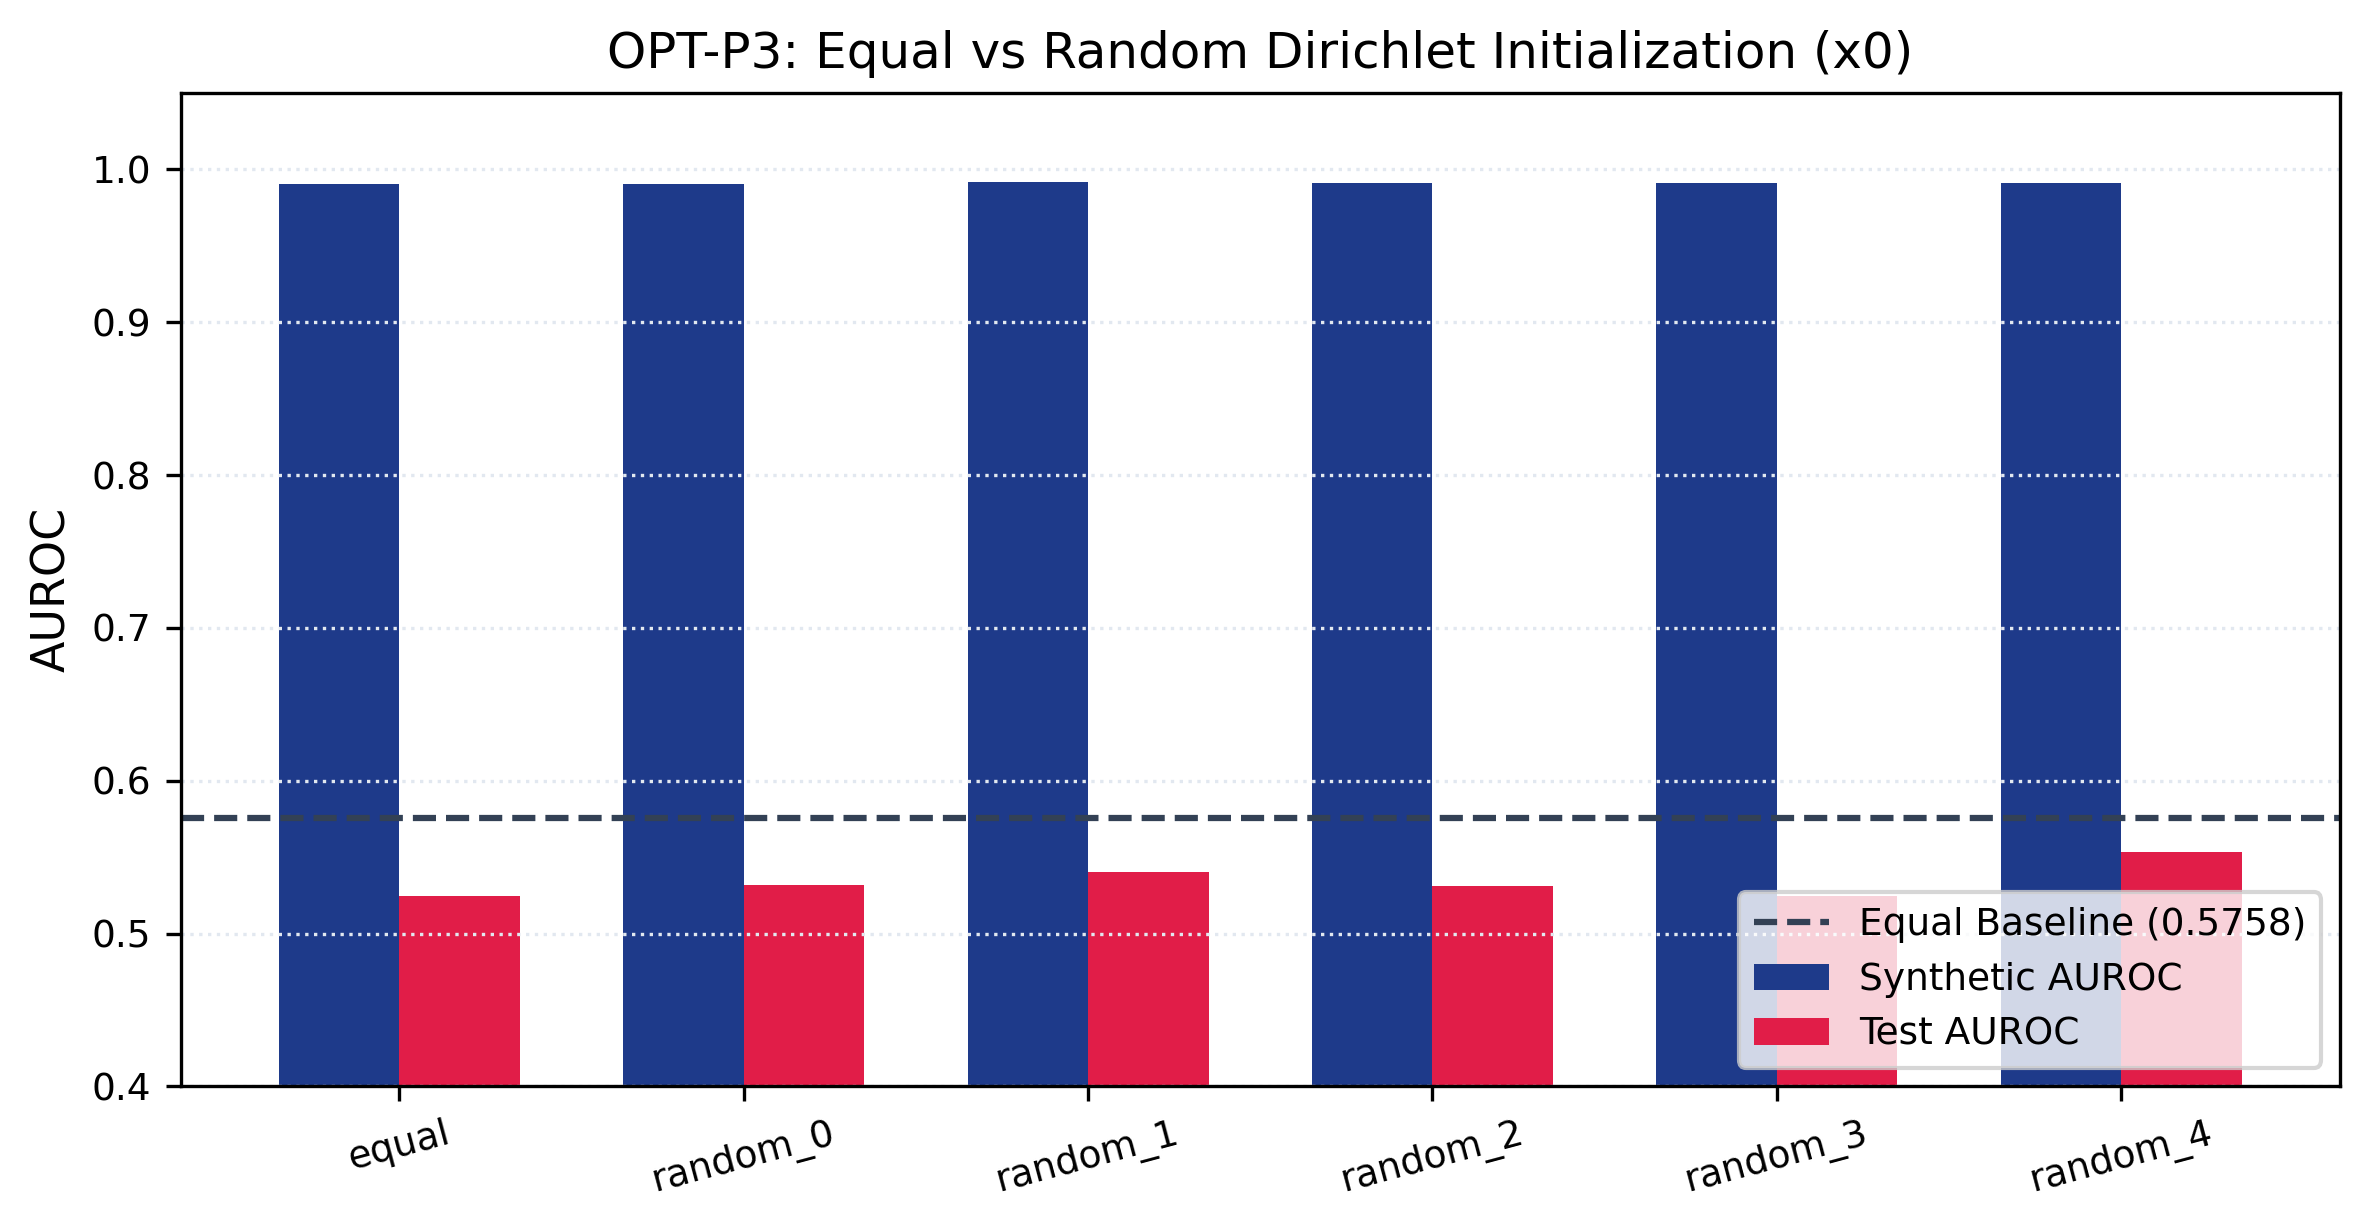 OPT-P3: Equal vs Random Dirichlet Initialization (x0)
AUROC
1.0
0.9
0.8
0.7
0.6
0.5
0.4
Equal Baseline (0.5758)
Synthetic AUROC
Test AUROC
equal
random_0
random_1
random_2
random_3
random_4